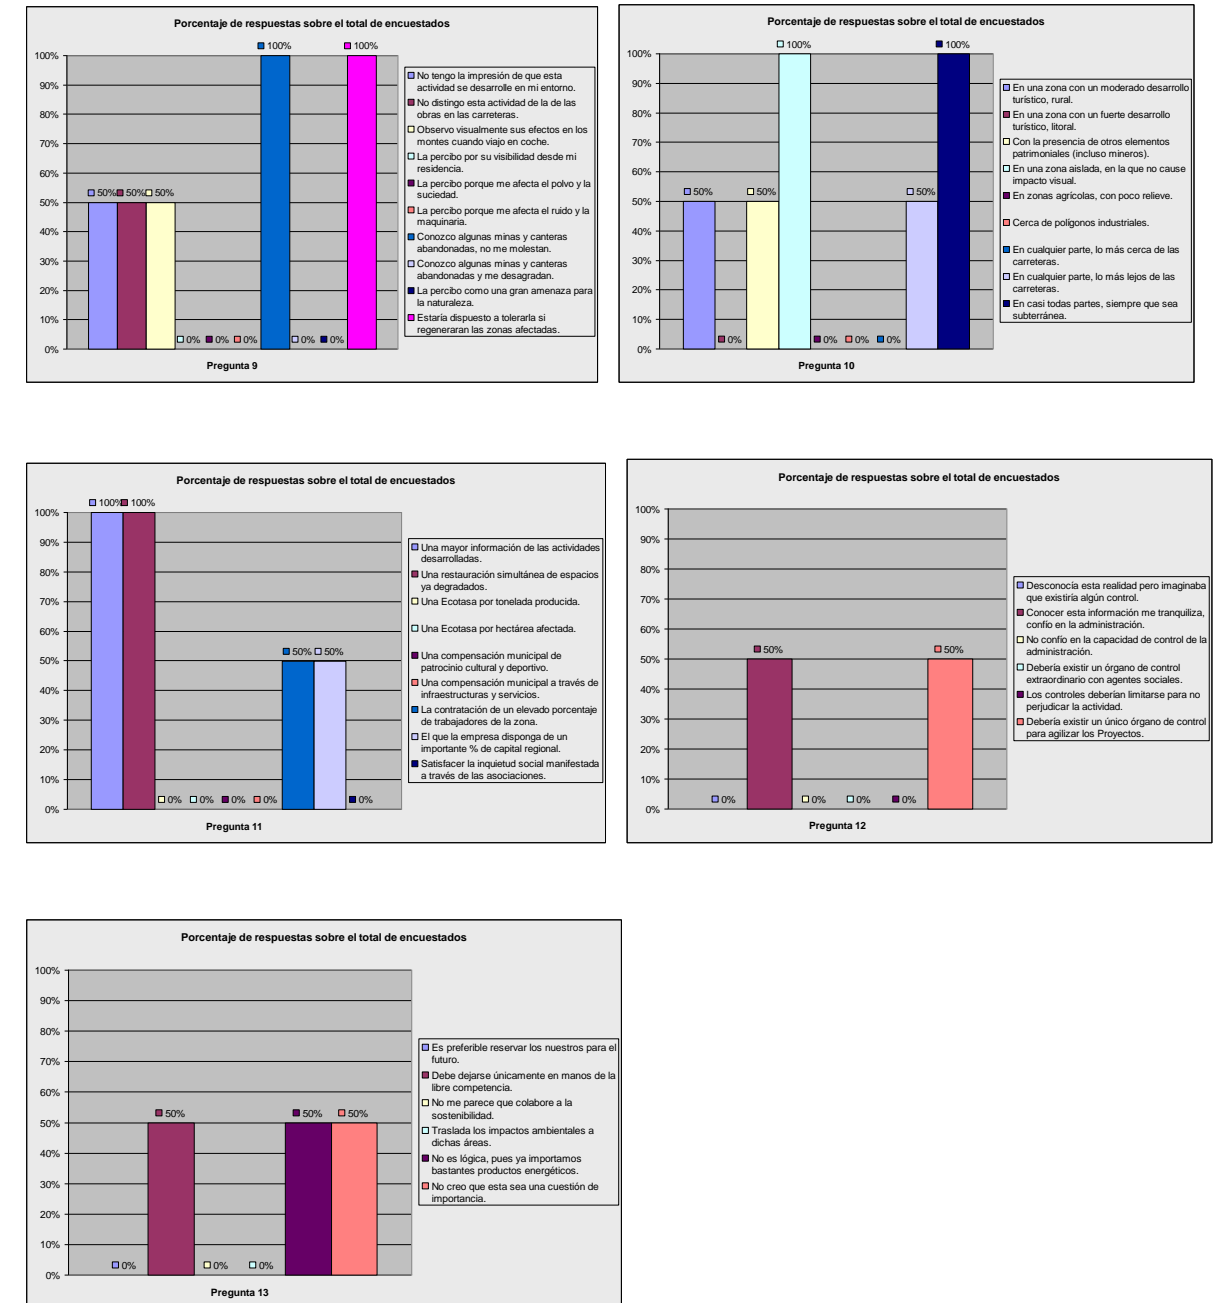 Porcentaje de respuestas sobre el total de encuestados
100%
100%
100%
90%
80%
70%
60%
50%
40%
30%
20%
10%
0%
50%
50%
50%
0%
0%
0%
0%
0%
No tengo la impresión de que esta
actividad se desarrolle en mi entorno.
No distingo esta actividad de la de las
obras en las carreteras.
Observo visualmente sus efectos en los
montes cuando viajo en coche.
La percibo por su visibilidad desde mi
residencia.
La percibo porque me afecta el polvo y la
suciedad.
La percibo porque me afecta el ruido y la
maquinaria.
Conozco algunas minas y canteras
abandonadas, no me molestan.
Conozco algunas minas y canteras
abandonadas y me desagradan.
La percibo como una gran amenaza para
la naturaleza.
Estaría dispuesto a tolerarla si
regeneraran las zonas afectadas.
Pregunta 9
Porcentaje de respuestas sobre el total de encuestados
100%
100%
100%
90%
80%
70%
60%
50%
40%
30%
20%
10%
0%
50%
50%
50%
0%
0%
0%
0%
En una zona con un moderado desarrollo
turístico, rural.
En una zona con un fuerte desarrollo
turístico, litoral.
Con la presencia de otros elementos
patrimoniales (incluso mineros).
En una zona aislada, en la que no cause
impacto visual.
En zonas agrícolas, con poco relieve.
Cerca de polígonos industriales.
En cualquier parte, lo más cerca de las
carreteras.
En cualquier parte, lo más lejos de las
carreteras.
En casi todas partes, siempre que sea
subterránea.
Pregunta 10
Porcentaje de respuestas sobre el total de encuestados
100%
100%
100%
90%
80%
70%
60%
50%
40%
30%
20%
10%
0%
50%
50%
0%
0%
0%
0%
0%
Una mayor información de las actividades
desarrolladas.
Una restauración simultánea de espacios
ya degradados.
Una Ecotasa por tonelada producida.
Una Ecotasa por hectárea afectada.
Una compensación municipal de
patrocinio cultural y deportivo.
Una compensación municipal a través de
infraestructuras y servicios.
La contratación de un elevado porcentaje
de trabajadores de la zona.
El que la empresa disponga de un
importante % de capital regional.
Satisfacer la inquietud social manifestada
a través de las asociaciones.
Pregunta 11
Porcentaje de respuestas sobre el total de encuestados
100%
90%
80%
70%
60%
50%
40%
30%
20%
10%
0%
50%
50%
0%
0%
0%
0%
Desconocía esta realidad pero imaginaba
que existiría algún control.
Conocer esta información me tranquiliza,
confío en la administración.
No confío en la capacidad de control de la
administración.
Debería existir un órgano de control
extraordinario con agentes sociales.
Los controles deberían limitarse para no
perjudicar la actividad.
Debería existir un único órgano de control
para agilizar los Proyectos.
Pregunta 12
Porcentaje de respuestas sobre el total de encuestados
100%
90%
80%
70%
60%
50%
40%
30%
20%
10%
0%
50%
50%
50%
0%
0%
0%
Es preferible reservar los nuestros para el
futuro.
Debe dejarse únicamente en manos de la
libre competencia.
No me parece que colabore a la
sostenibilidad.
Traslada los impactos ambientales a
dichas áreas.
No es lógica, pues ya importamos
bastantes productos energéticos.
No creo que esta sea una cuestión de
importancia.
Pregunta 13